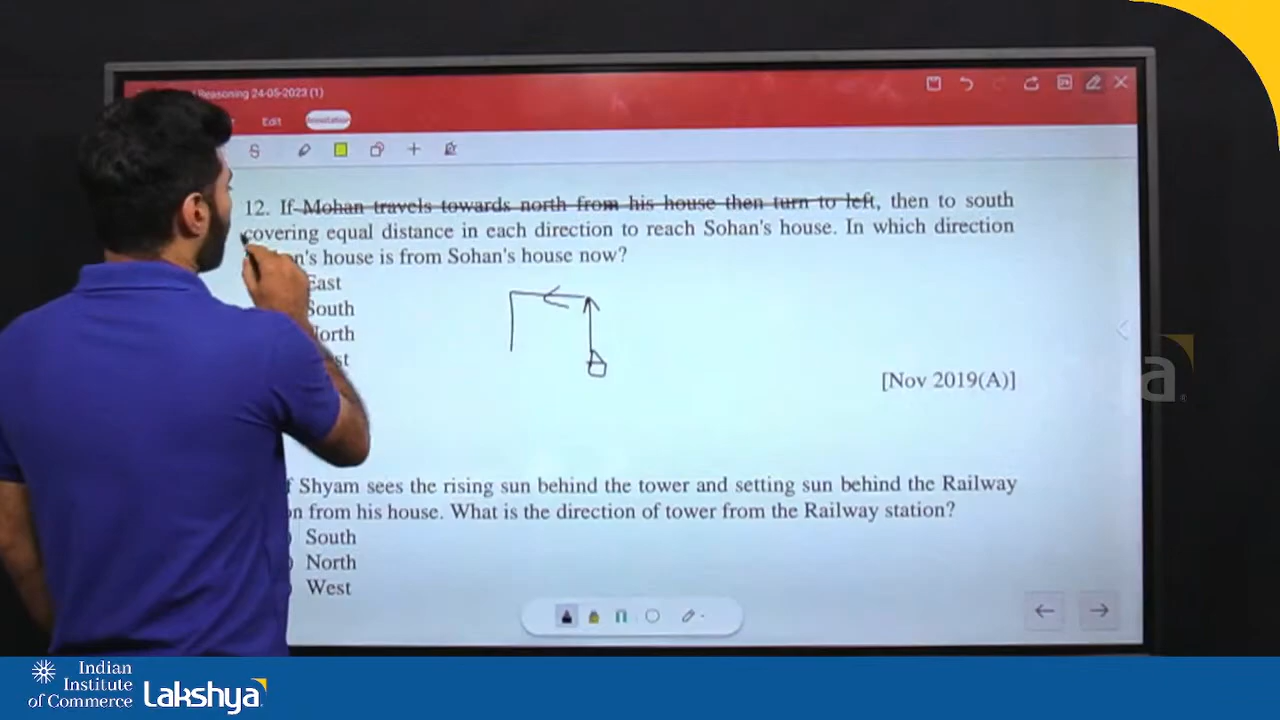 Reasoning 24-05-2023 (1)
Edit
Annotation
12. If Mohan travels towards north from his house then turn to left, then to south
covering equal distance in each direction to reach Sohan's house. In which direction
house is from Sohan's house now?
East
South
North
[Nov 2019(A)]
Shyam sees the rising sun behind the tower and setting sun behind the Railway
from his house. What is the direction of tower from the Railway station?
South
North
West
a
Indian
Institute
of Commerce
Lakshya